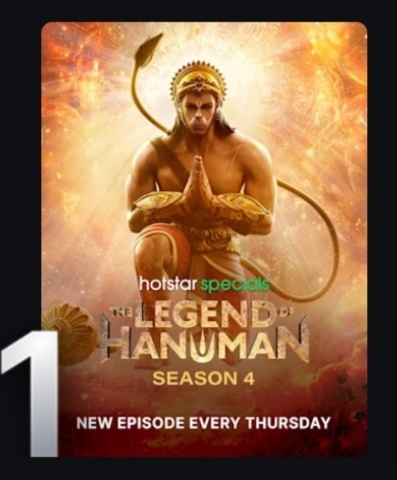 hotstar specials
THE LEGEND OF
HANUMAN
SEASON 4
1
NEW EPISODE EVERY THURSDAY